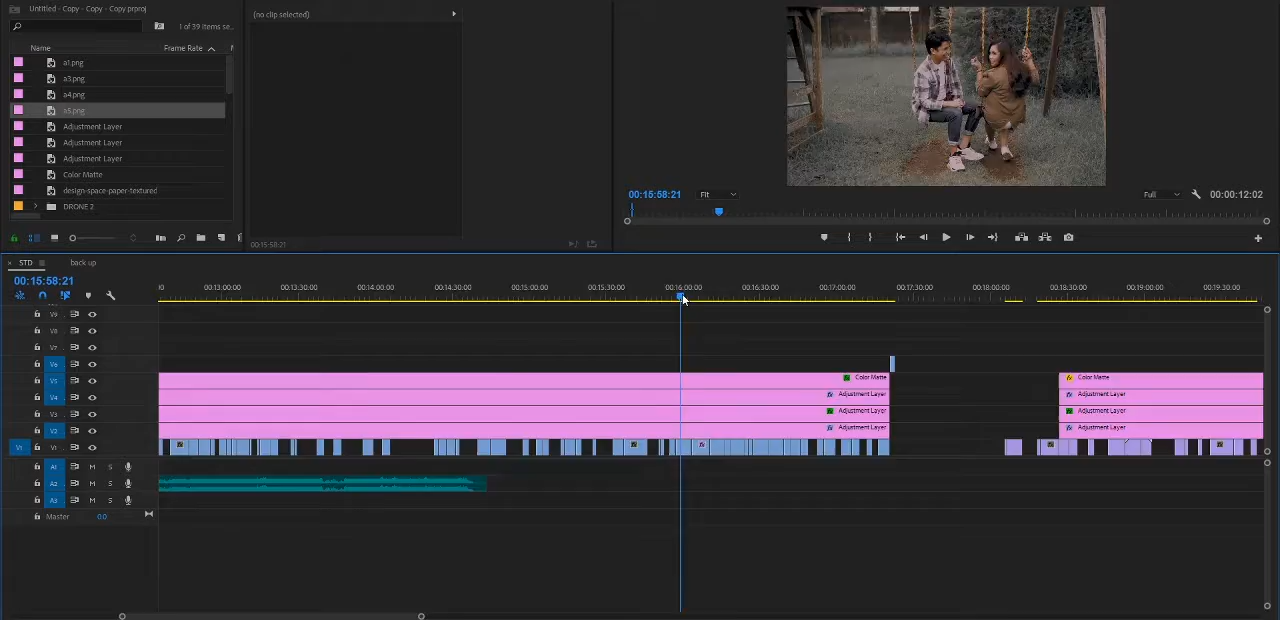 Untitled - Copy - Copy - Copy.prproj
1 of 39 items se...
Name Frame Rate
a1.png
a3.png
a4.png
a5.png
Adjustment Layer
Adjustment Layer
Adjustment Layer
Color Matte
design-space-paper-textured
DRONE 2
(no clip selected)
00:15:58:21
00:15:58:21 Fit Full 00:00:12:02
× STD back up
00:15:58:21
00:13:00:00 00:13:30:00 00:14:00:00 00:14:30:00 00:15:00:00 00:15:30:00 00:16:00:00 00:16:30:00 00:17:00:00 00:17:30:00 00:18:00:00 00:18:30:00 00:19:00:00 00:19:30:00
V9
V8
V7
V6
V5 Color Matte Color Matte
V4 Adjustment Layer Adjustment Layer
V3 Adjustment Layer Adjustment Layer
V2 Adjustment Layer Adjustment Layer
V1 V1
A1 M S
A2 M S
A3 M S
Master 0.0